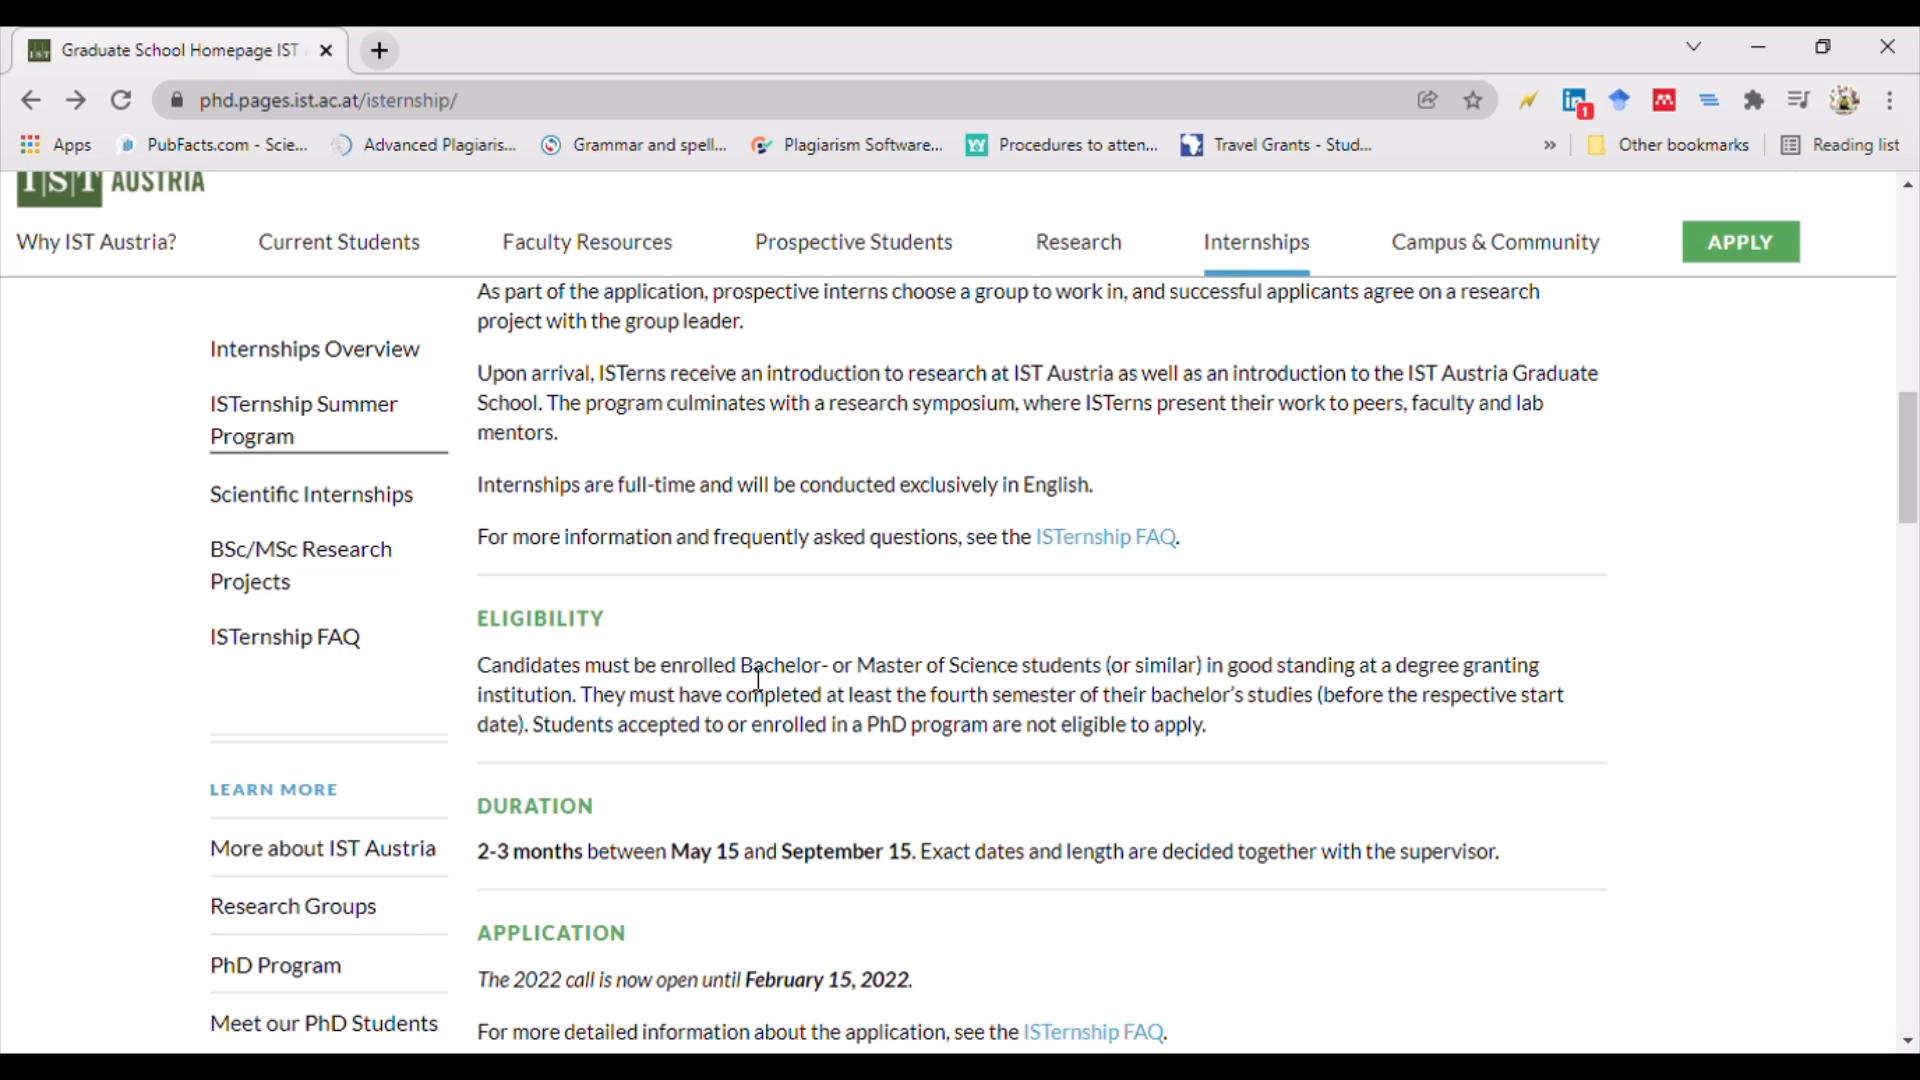 Graduate School Homepage IST
phd.pages.ist.ac.at/isternship/
1
Apps
PubFacts.com - Scie...
Advanced Plagiaris...
Grammar and spell...
Plagiarism Software...
Procedures to atten...
Travel Grants - Stud...
»
Other bookmarks
Reading list
I|S|T AUSTRIA
Why IST Austria?
Current Students
Faculty Resources
Prospective Students
Research
Internships
Campus & Community
APPLY
Internships Overview
ISTernship Summer
Program
Scientific Internships
BSc/MSc Research
Projects
ISTernship FAQ
LEARN MORE
More about IST Austria
Research Groups
PhD Program
Meet our PhD Students
As part of the application, prospective interns choose a group to work in, and successful applicants agree on a research
project with the group leader.
Upon arrival, ISTerns receive an introduction to research at IST Austria as well as an introduction to the IST Austria Graduate
School. The program culminates with a research symposium, where ISTerns present their work to peers, faculty and lab
mentors.
Internships are full-time and will be conducted exclusively in English.
For more information and frequently asked questions, see the ISTernship FAQ.
ELIGIBILITY
Candidates must be enrolled Bachelor- or Master of Science students (or similar) in good standing at a degree granting
institution. They must have completed at least the fourth semester of their bachelor's studies (before the respective start
date). Students accepted to or enrolled in a PhD program are not eligible to apply.
DURATION
2-3 months between May 15 and September 15. Exact dates and length are decided together with the supervisor.
APPLICATION
The 2022 call is now open until February 15, 2022.
For more detailed information about the application, see the ISTernship FAQ.